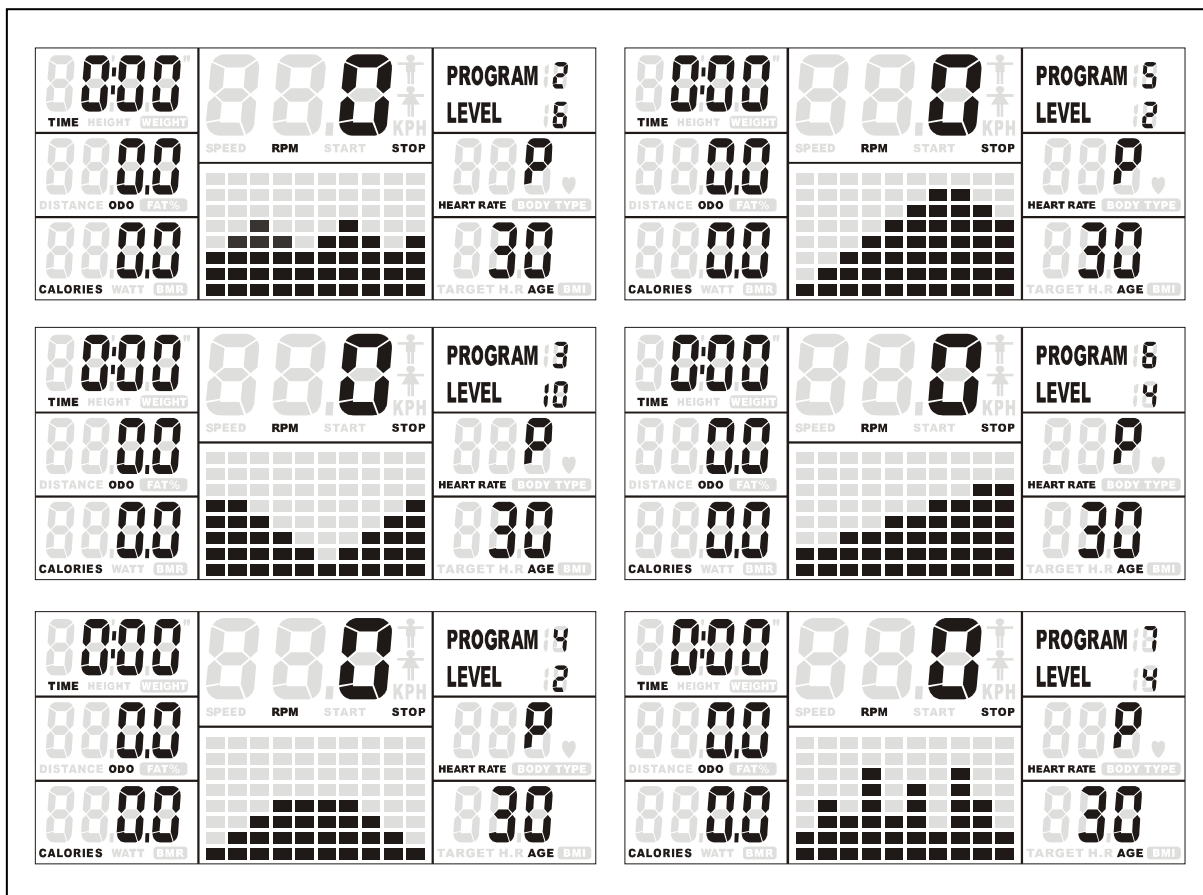 0:00
TIME HEIGHT WEIGHT
0.0
DISTANCE ODO FAT%
0.0
CALORIES WATT BMR
0
KPH
SPEED RPM START STOP
PROGRAM 2
LEVEL 6
P
HEART RATE BODY TYPE
30
TARGET H.R AGE BMI
0:00
TIME HEIGHT WEIGHT
0.0
DISTANCE ODO FAT%
0.0
CALORIES WATT BMR
0
KPH
SPEED RPM START STOP
PROGRAM 3
LEVEL 10
P
HEART RATE BODY TYPE
30
TARGET H.R AGE BMI
0:00
TIME HEIGHT WEIGHT
0.0
DISTANCE ODO FAT%
0.0
CALORIES WATT BMR
0
KPH
SPEED RPM START STOP
PROGRAM 4
LEVEL 2
P
HEART RATE BODY TYPE
30
TARGET H.R AGE BMI
0:00
TIME HEIGHT WEIGHT
0.0
DISTANCE ODO FAT%
0.0
CALORIES WATT BMR
0
KPH
SPEED RPM START STOP
PROGRAM 5
LEVEL 2
P
HEART RATE BODY TYPE
30
TARGET H.R AGE BMI
0:00
TIME HEIGHT WEIGHT
0.0
DISTANCE ODO FAT%
0.0
CALORIES WATT BMR
0
KPH
SPEED RPM START STOP
PROGRAM 6
LEVEL 4
P
HEART RATE BODY TYPE
30
TARGET H.R AGE BMI
0:00
TIME HEIGHT WEIGHT
0.0
DISTANCE ODO FAT%
0.0
CALORIES WATT BMR
0
KPH
SPEED RPM START STOP
PROGRAM 7
LEVEL 4
P
HEART RATE BODY TYPE
30
TARGET H.R AGE BMI